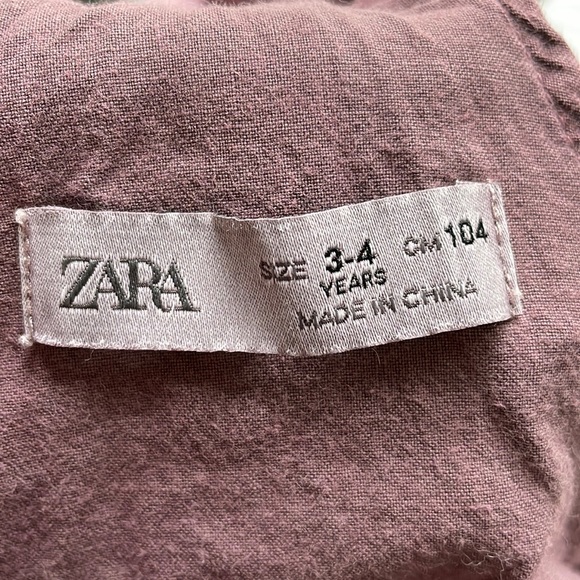 ZARA
SIZE 3-4 CM 104
YEARS
MADE IN CHINA